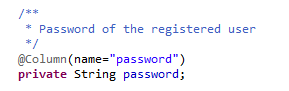 /**
 * Password of the registered user
 */
@Column(name="password")
private String password;